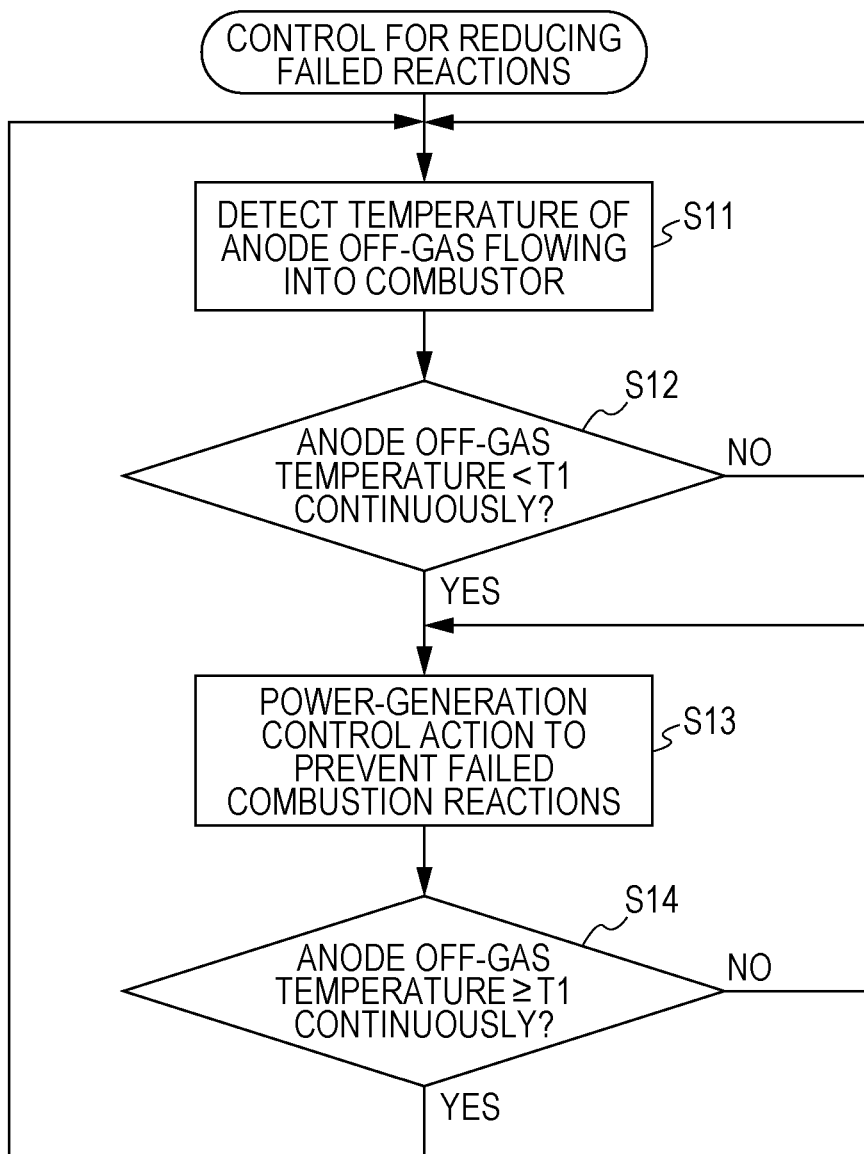 CONTROL FOR REDUCING
FAILED REACTIONS
DETECT TEMPERATURE OF
ANODE OFF-GAS FLOWING
INTO COMBUSTOR
S11
S12
ANODE OFF-GAS
TEMPERATURE < T1
CONTINUOUSLY?
NO
YES
POWER-GENERATION
CONTROL ACTION TO
PREVENT FAILED
COMBUSTION REACTIONS
S13
S14
ANODE OFF-GAS
TEMPERATURE ≥ T1
CONTINUOUSLY?
NO
YES